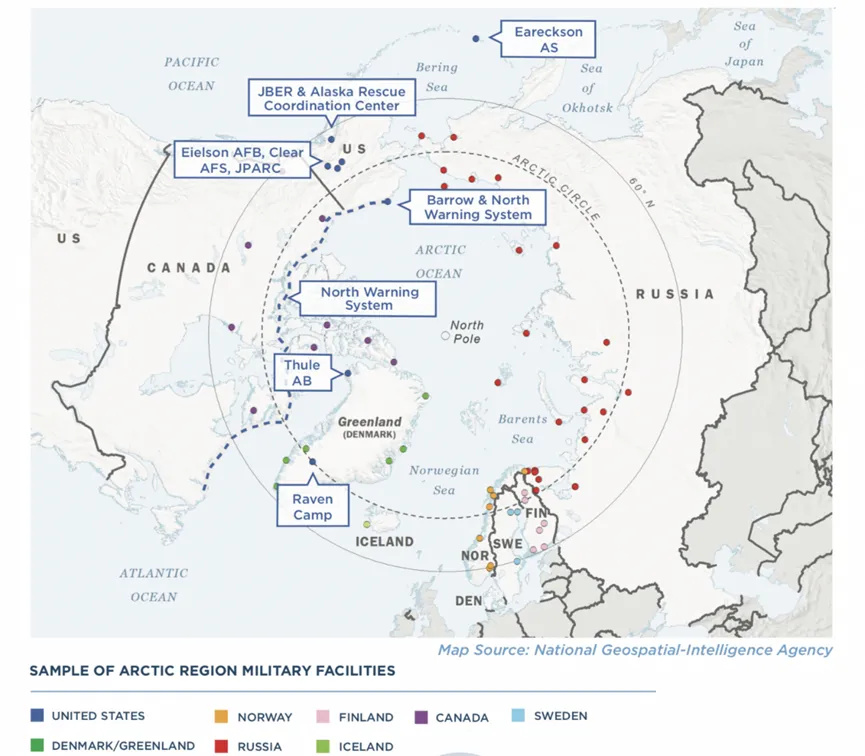 Eareckson
AS
PACIFIC
OCEAN
Bering
Sea
Sea
of
Okhotsk
Sea
of
Japan
JBER & Alaska Rescue
Coordination Center
US
Eielson AFB, Clear
AFS, JPARC
ARCTIC CIRCLE
60° N
Barrow & North
Warning System
US
CANADA
ARCTIC
OCEAN
RUSSIA
North Warning
System
North
Pole
Thule
AB
Greenland
(DENMARK)
Barents
Sea
Norwegian
Sea
Raven
Camp
ICELAND
FIN
SWE
NOR
DEN
ATLANTIC
OCEAN
Map Source: National Geospatial-Intelligence Agency
SAMPLE OF ARCTIC REGION MILITARY FACILITIES
UNITED STATES
NORWAY
FINLAND
CANADA
SWEDEN
DENMARK/GREENLAND
RUSSIA
ICELAND